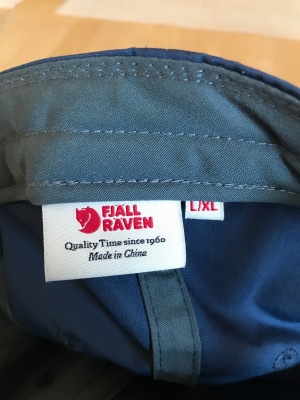 FJÄLL
RÄVEN
Quality Time since 1960
Made in China
L/XL